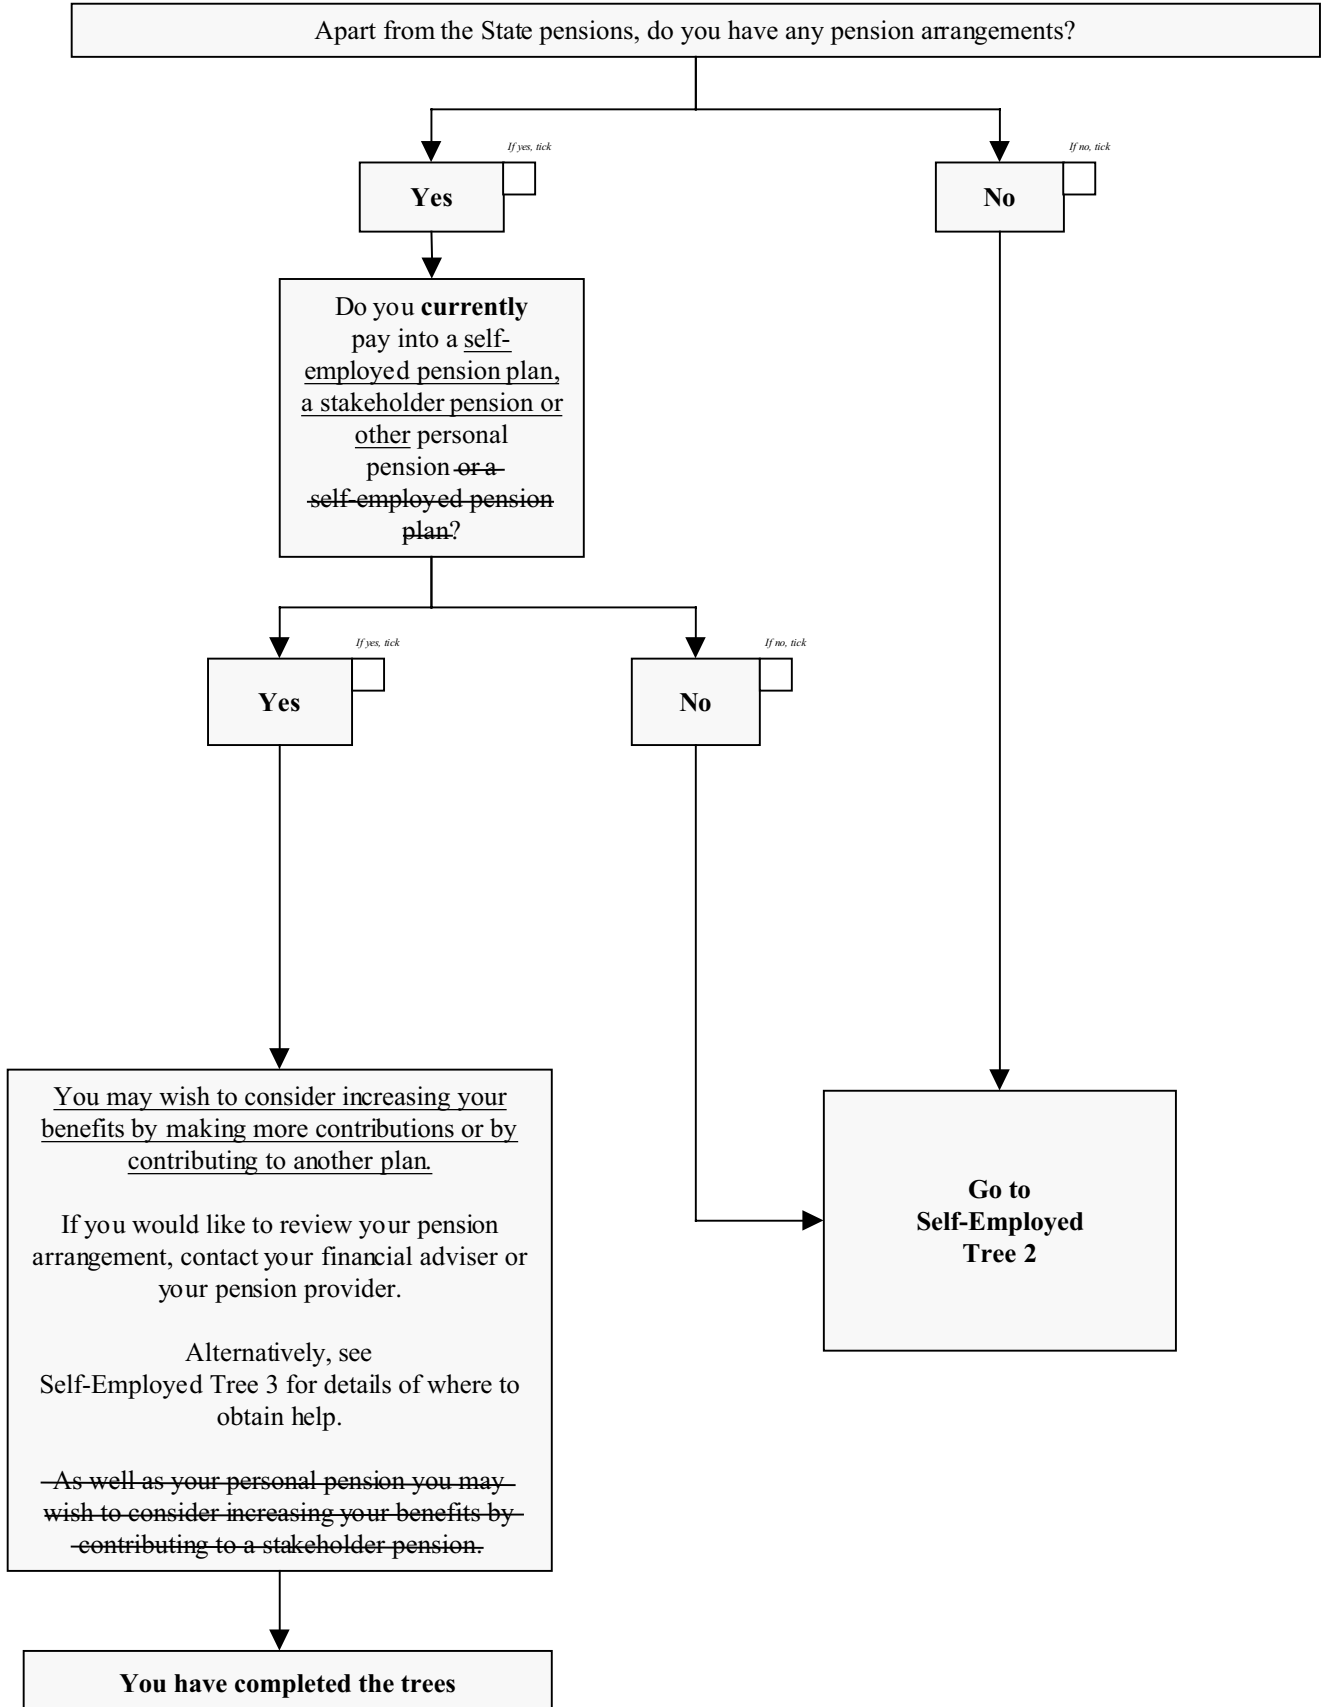 Apart from the State pensions, do you have any pension arrangements?
If yes, tick
If no, tick
Yes
No
Do you currently
pay into a self-
employed pension plan,
a stakeholder pension or
other personal
pension or a
self-employed pension
plan?
If yes, tick
If no, tick
Yes
No
You may wish to consider increasing your
benefits by making more contributions or by
contributing to another plan.
If you would like to review your pension
arrangement, contact your financial adviser or
your pension provider.
Alternatively, see
Self-Employed Tree 3 for details of where to
obtain help.
As well as your personal pension you may
wish to consider increasing your benefits by
contributing to a stakeholder pension.
Go to
Self-Employed
Tree 2
You have completed the trees